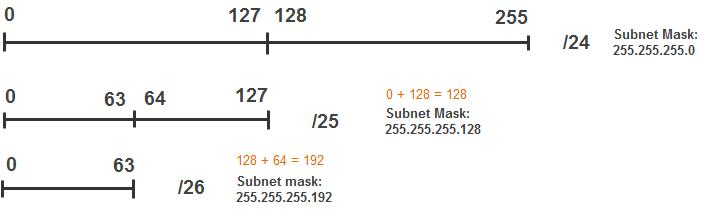 0 127 128 255
/24 Subnet Mask:
255.255.255.0
0 63 64 127
/25
0 + 128 = 128
Subnet Mask:
255.255.255.128
0 63
/26
128 + 64 = 192
Subnet mask:
255.255.255.192